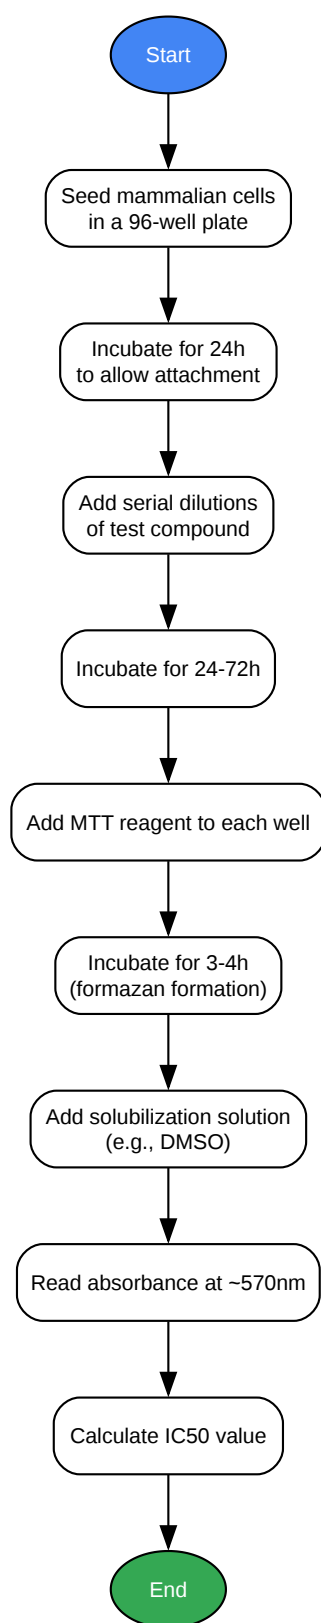 Start
Seed mammalian cells
in a 96-well plate
Incubate for 24h
to allow attachment
Add serial dilutions
of test compound
Incubate for 24-72h
Add MTT reagent to each well
Incubate for 3-4h
(formazan formation)
Add solubilization solution
(e.g., DMSO)
Read absorbance at ~570nm
Calculate IC50 value
End